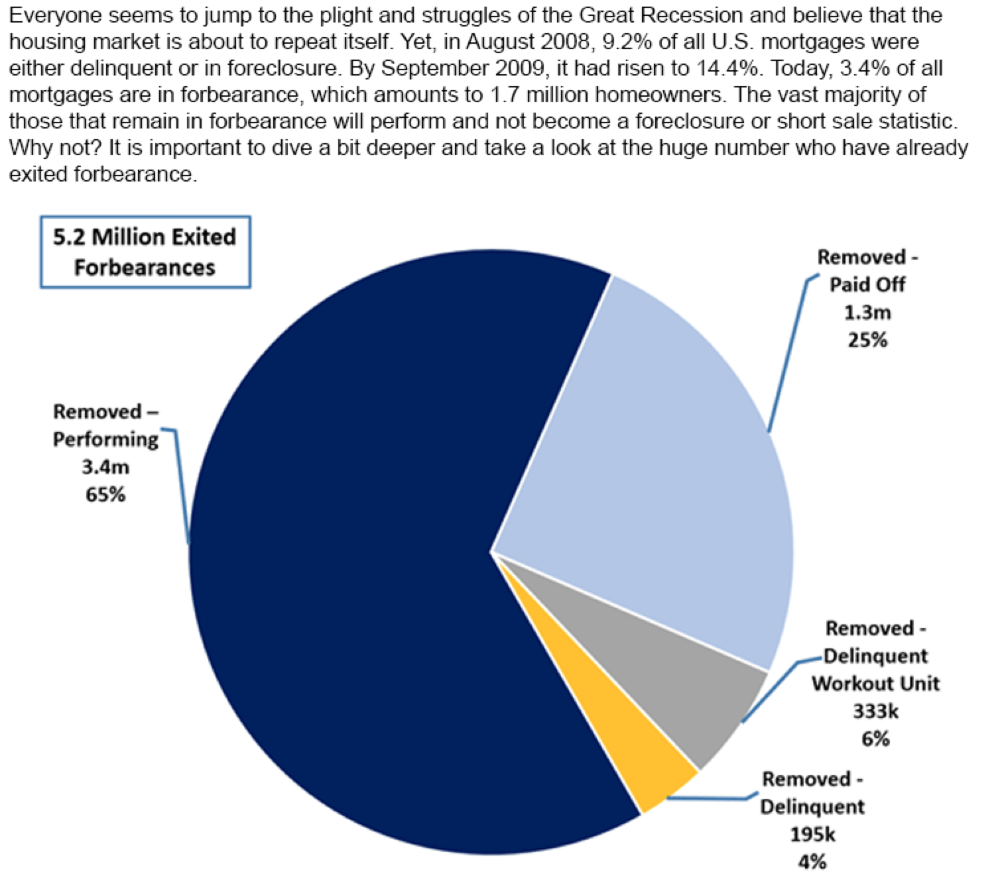 Everyone seems to jump to the plight and struggles of the Great Recession and believe that the
housing market is about to repeat itself. Yet, in August 2008, 9.2% of all U.S. mortgages were
either delinquent or in foreclosure. By September 2009, it had risen to 14.4%. Today, 3.4% of all
mortgages are in forbearance, which amounts to 1.7 million homeowners. The vast majority of
those that remain in forbearance will perform and not become a foreclosure or short sale statistic.
Why not? It is important to dive a bit deeper and take a look at the huge number who have already
exited forbearance.
5.2 Million Exited
Forbearances
Removed -
Paid Off
1.3m
25%
Removed –
Performing
3.4m
65%
Removed -
Delinquent
Workout Unit
333k
6%
Removed -
Delinquent
195k
4%